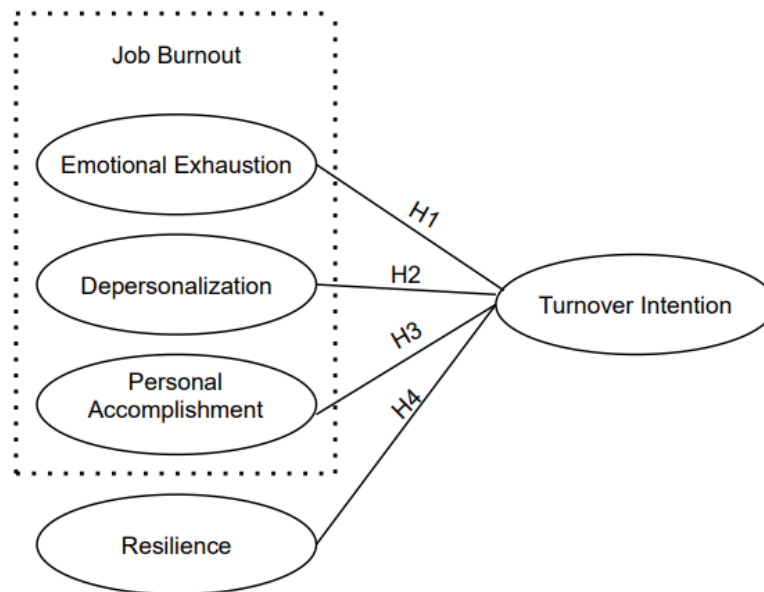 Job Burnout
Emotional Exhaustion
H1
Depersonalization
H2
Turnover Intention
Personal
Accomplishment
H3
H4
Resilience